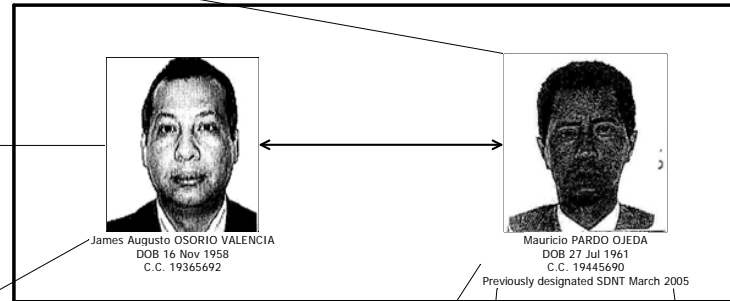 James Augusto OSORIO VALENCIA
DOB 16 Nov 1958
C.C. 19365692
Mauricio PARDO OJEDA
DOB 27 Jul 1961
C.C. 19445690
Previously designated SDNT March 2005